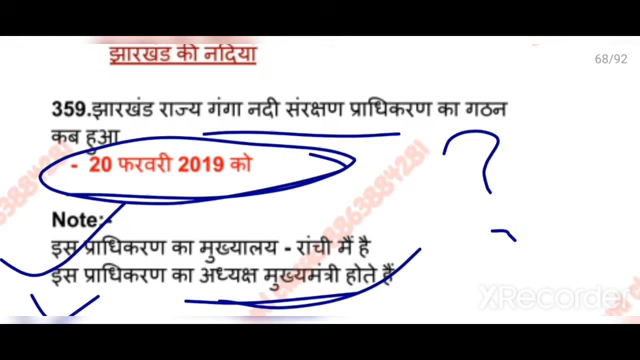 झारखंड की नदिया
68/92
359.झारखंड राज्य गंगा नदी संरक्षण प्राधिकरण का गठन
कब हुआ
- 20 फरवरी 2019 को
Note:-
इस प्राधिकरण का मुख्यालय - रांची मैं है
इस प्राधिकरण का अध्यक्ष मुख्यमंत्री होते हैं
XRecorder